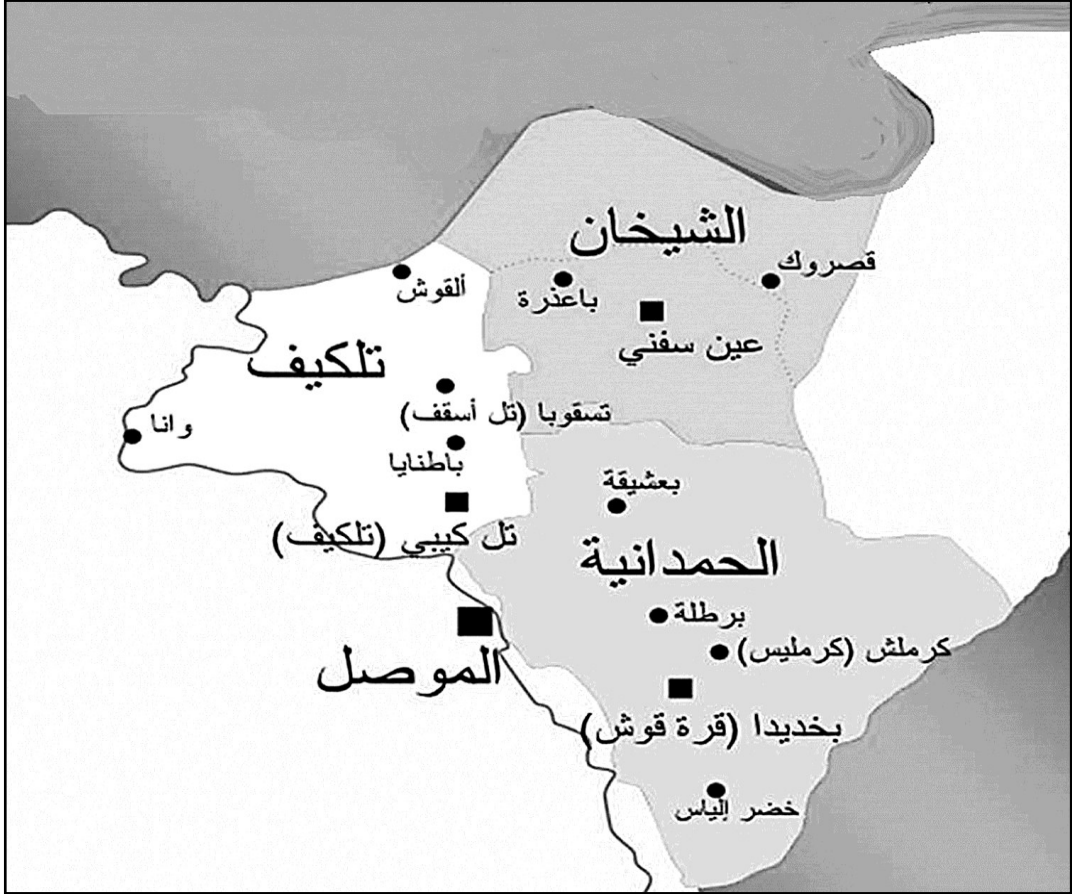 الشيخان
قصروك
ألقوش
باعذرة
عين سفني
تلكيف
تسقوبا (تل أسقف)
وانا
باطنايا
بعشيقة
تل كيبي (تلكيف)
الحمدانية
برطلة
كرملش (كرمليس)
الموصل
بخديدا (قرة قوش)
خضر إلياس